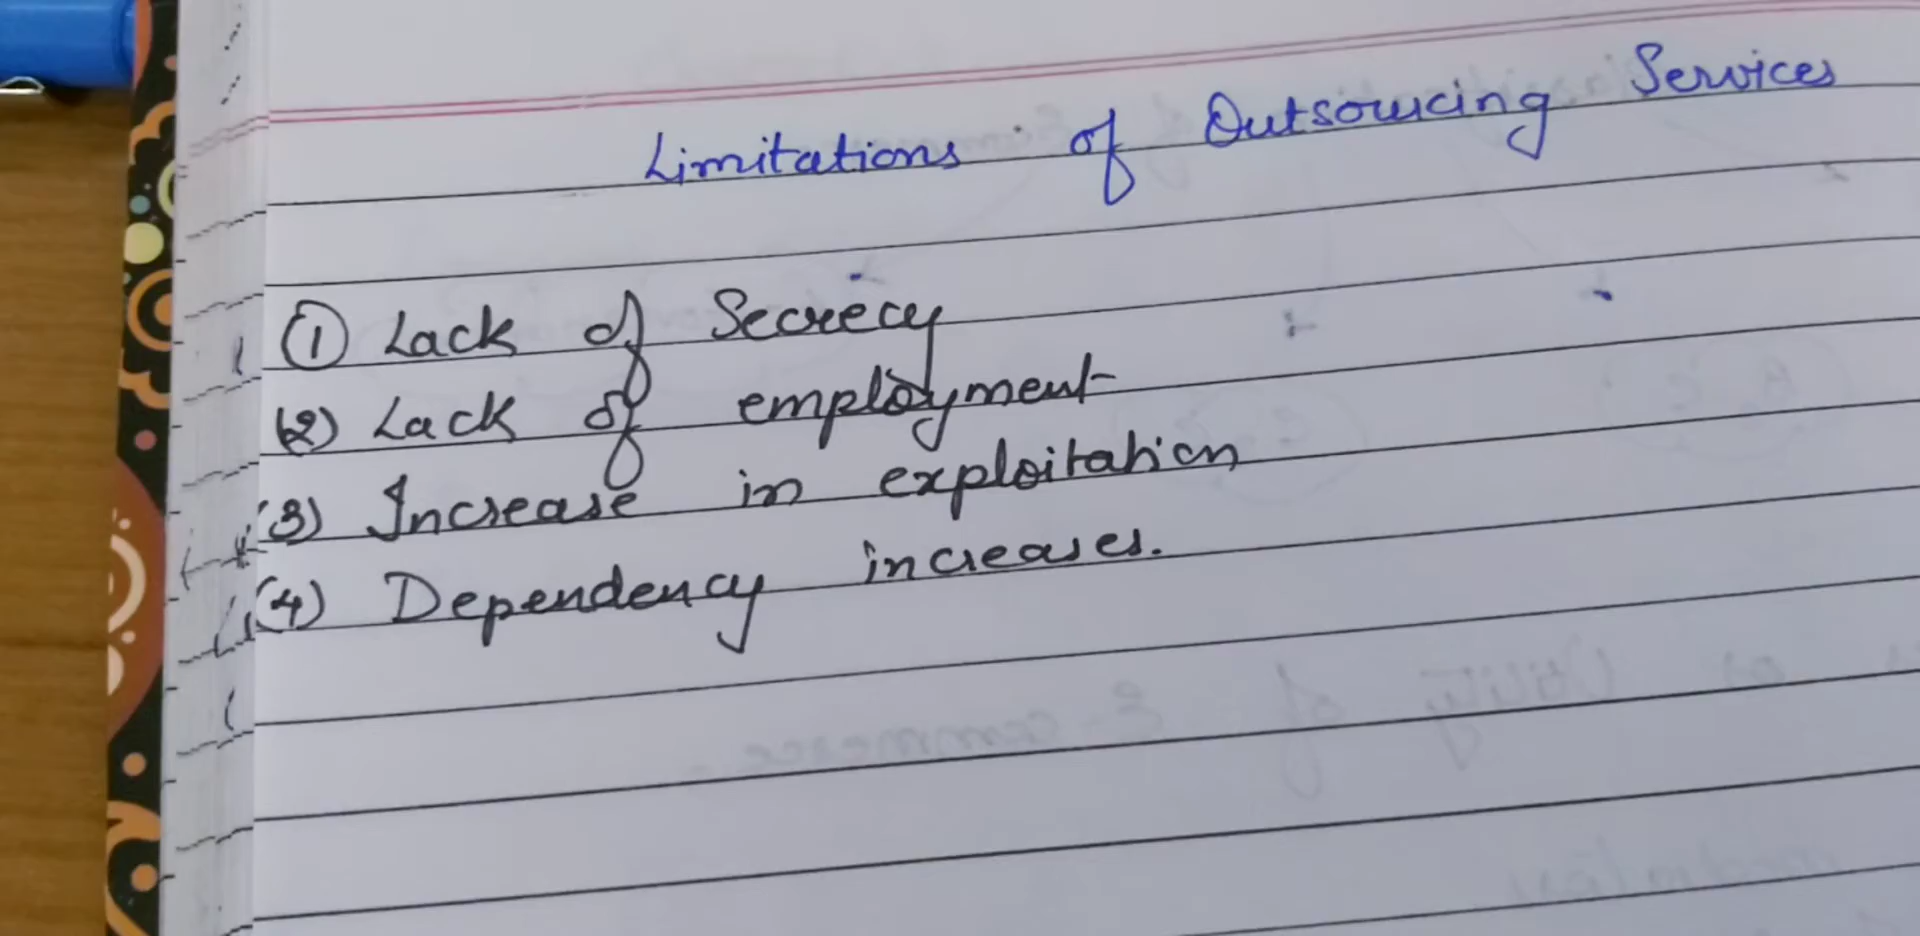 Limitations of Outsourcing Services
① Lack of Secrecy
(2) Lack of employment
(3) Increase in exploitation
(4) Dependency increases.